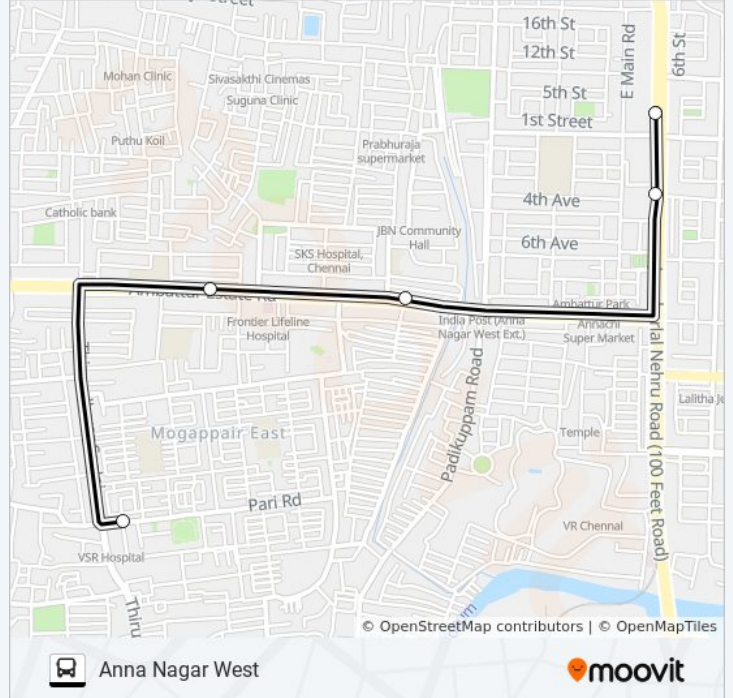 16th St
12th St
E Main Rd
6th St
Mohan Clinic
Sivasakthi Cinemas
Suguna Clinic
5th St
1st Street
Puthu Koil
Prabhuraja
supermarket
4th Ave
Catholic bank
JBN Community
Hall
6th Ave
SKS Hospital,
Chennai
Ambattur Estate Rd
Ambattur Park
Frontier Lifeline
Hospital
India Post (Anna
Nagar West Ext.)
Annachi
Super Market
rlal Nehru Road (100 Feet Road)
Padikuppam Road
Lalitha Je
Mogappair East
Temple
Pari Rd
VR Chennai
VSR Hospital
Thiru
© OpenStreetMap contributors | © OpenMapTiles
Anna Nagar West
moovit